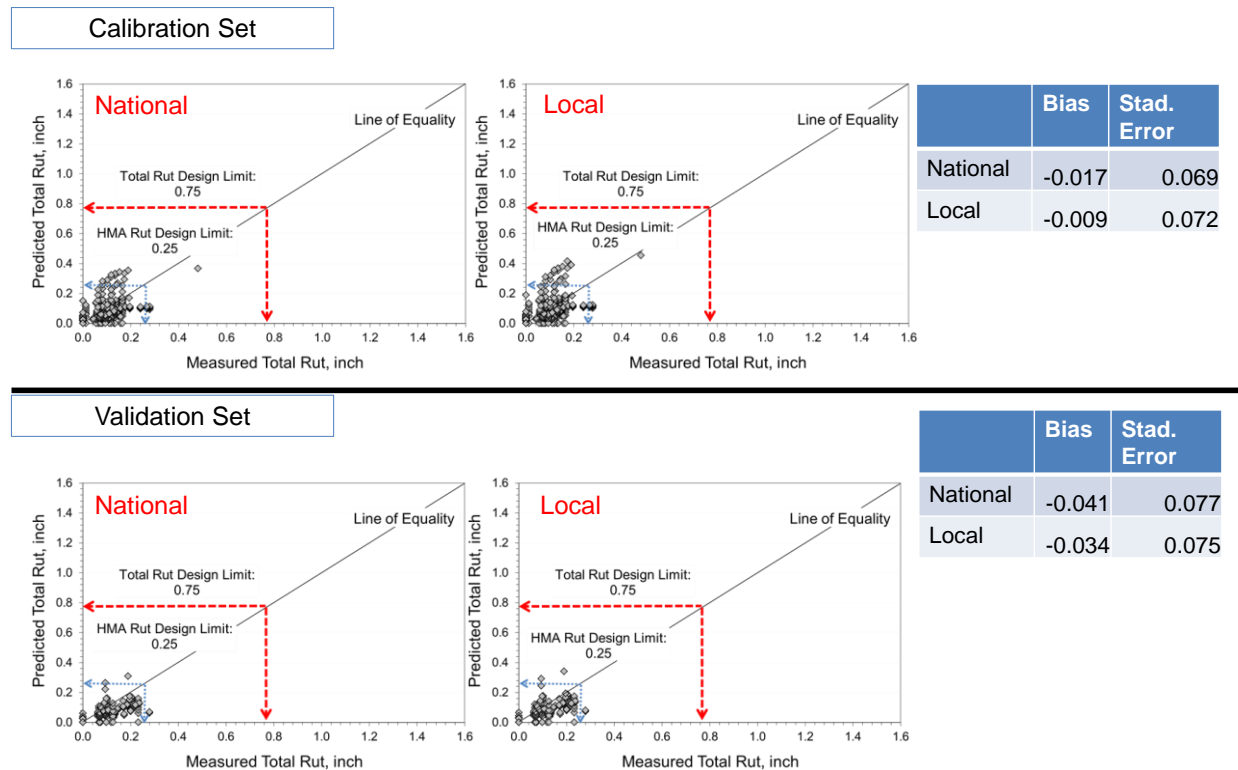 Calibration Set
National
Line of Equality
Total Rut Design Limit:
0.75
HMA Rut Design Limit:
0.25
Predicted Total Rut, inch
1.6
1.4
1.2
1.0
0.8
0.6
0.4
0.2
0.0
0.0 0.2 0.4 0.6 0.8 1.0 1.2 1.4 1.6
Measured Total Rut, inch
Local
Line of Equality
Total Rut Design Limit:
0.75
HMA Rut Design Limit:
0.25
Predicted Total Rut, inch
1.6
1.4
1.2
1.0
0.8
0.6
0.4
0.2
0.0
0.0 0.2 0.4 0.6 0.8 1.0 1.2 1.4 1.6
Measured Total Rut, inch
Bias Stad.
Error
National -0.017 0.069
Local -0.009 0.072
Validation Set
National
Line of Equality
Total Rut Design Limit:
0.75
HMA Rut Design Limit:
0.25
Predicted Total Rut, inch
1.6
1.4
1.2
1.0
0.8
0.6
0.4
0.2
0.0
0.0 0.2 0.4 0.6 0.8 1.0 1.2 1.4 1.6
Measured Total Rut, inch
Local
Line of Equality
Total Rut Design Limit:
0.75
HMA Rut Design Limit:
0.25
Predicted Total Rut, inch
1.6
1.4
1.2
1.0
0.8
0.6
0.4
0.2
0.0
0.0 0.2 0.4 0.6 0.8 1.0 1.2 1.4 1.6
Measured Total Rut, inch
Bias Stad.
Error
National -0.041 0.077
Local -0.034 0.075